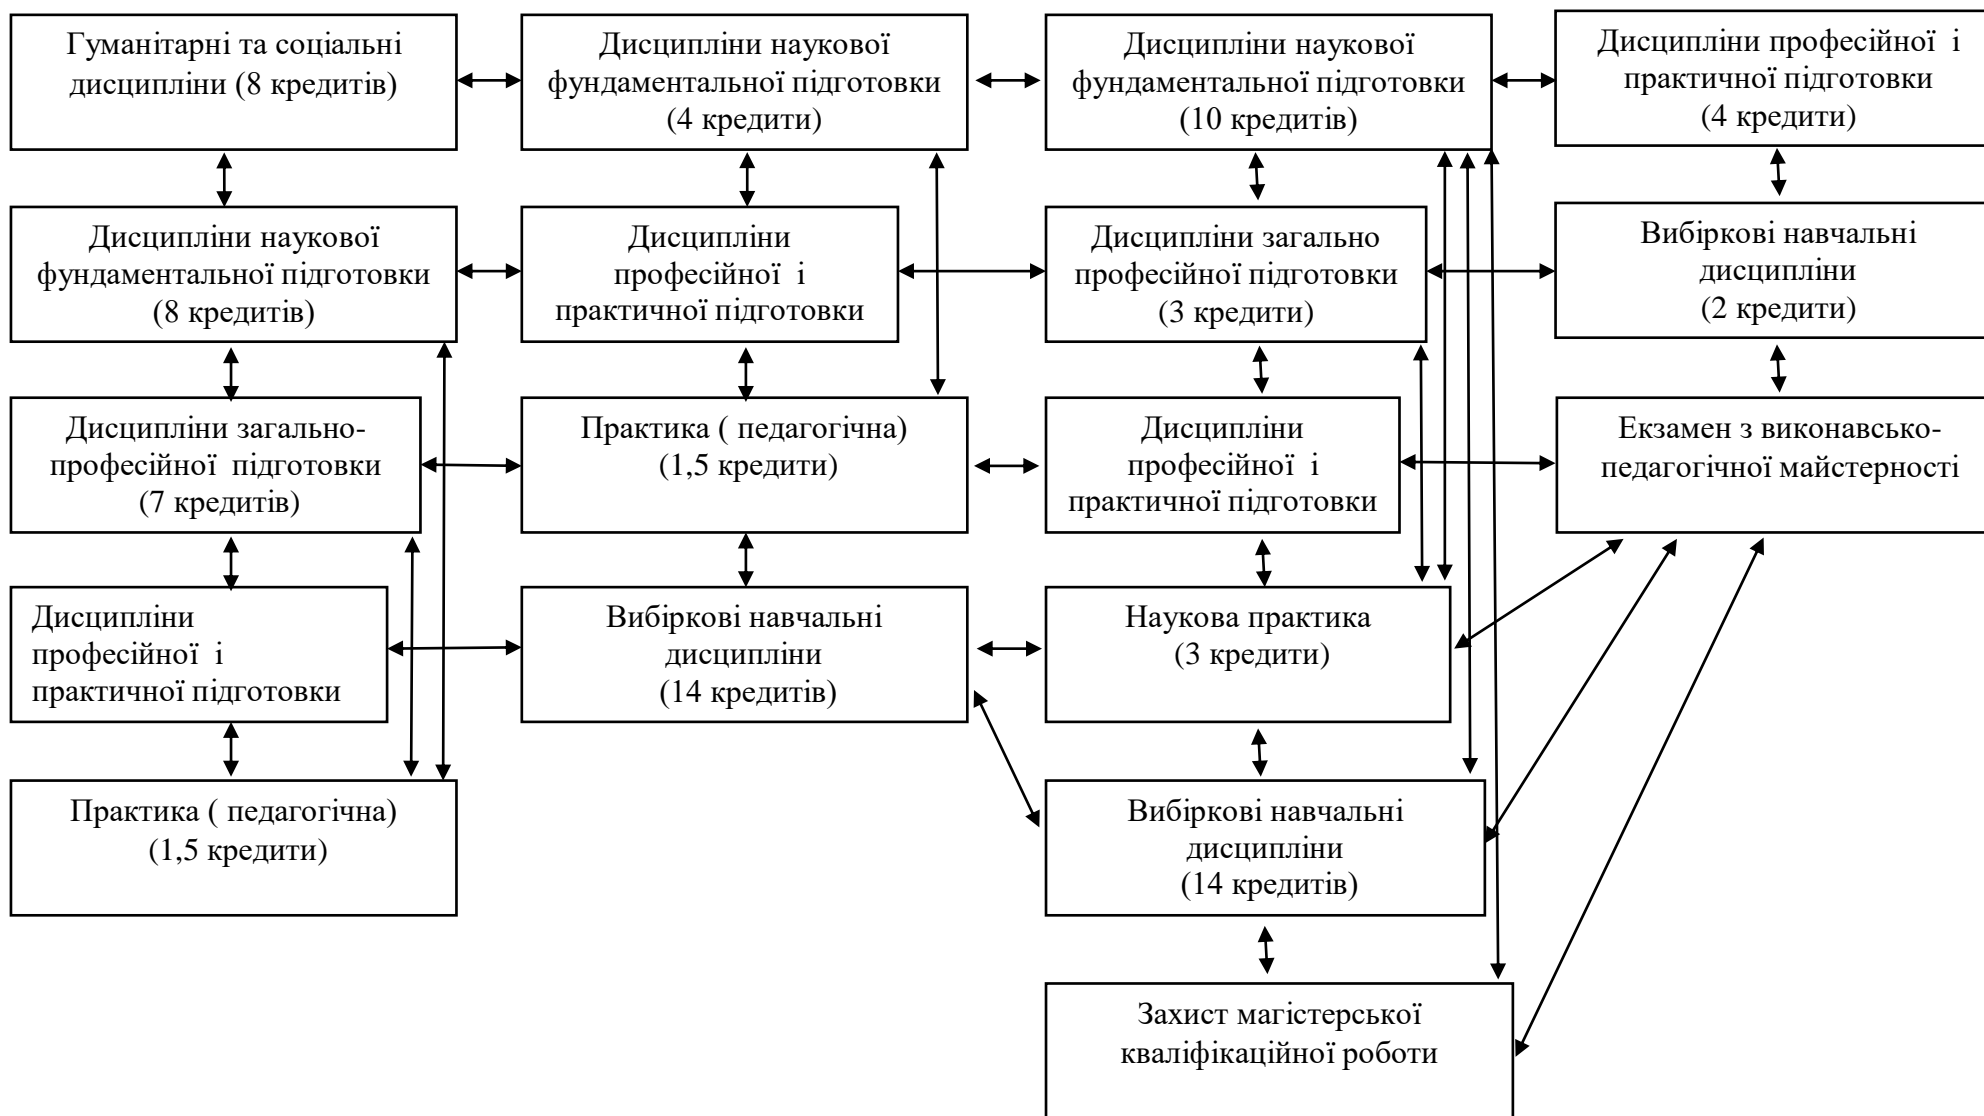 Гуманітарні та соціальні
дисципліни (8 кредитів)
Дисципліни наукової
фундаментальної підготовки
(4 кредити)
Дисципліни наукової
фундаментальної підготовки
(10 кредитів)
Дисципліни професійної і
практичної підготовки
(4 кредити)
Дисципліни наукової
фундаментальної підготовки
(8 кредитів)
Дисципліни
професійної і
практичної підготовки
Дисципліни загально
професійної підготовки
(3 кредити)
Вибіркові навчальні
дисципліни
(2 кредити)
Дисципліни загально-
професійної підготовки
(7 кредитів)
Практика ( педагогічна)
(1,5 кредити)
Дисципліни
професійної і
практичної підготовки
Екзамен з виконавсько-
педагогічної майстерності
Дисципліни
професійної і
практичної підготовки
Вибіркові навчальні
дисципліни
(14 кредитів)
Наукова практика
(3 кредити)
Практика ( педагогічна)
(1,5 кредити)
Вибіркові навчальні
дисципліни
(14 кредитів)
Захист магістерської
кваліфікаційної роботи